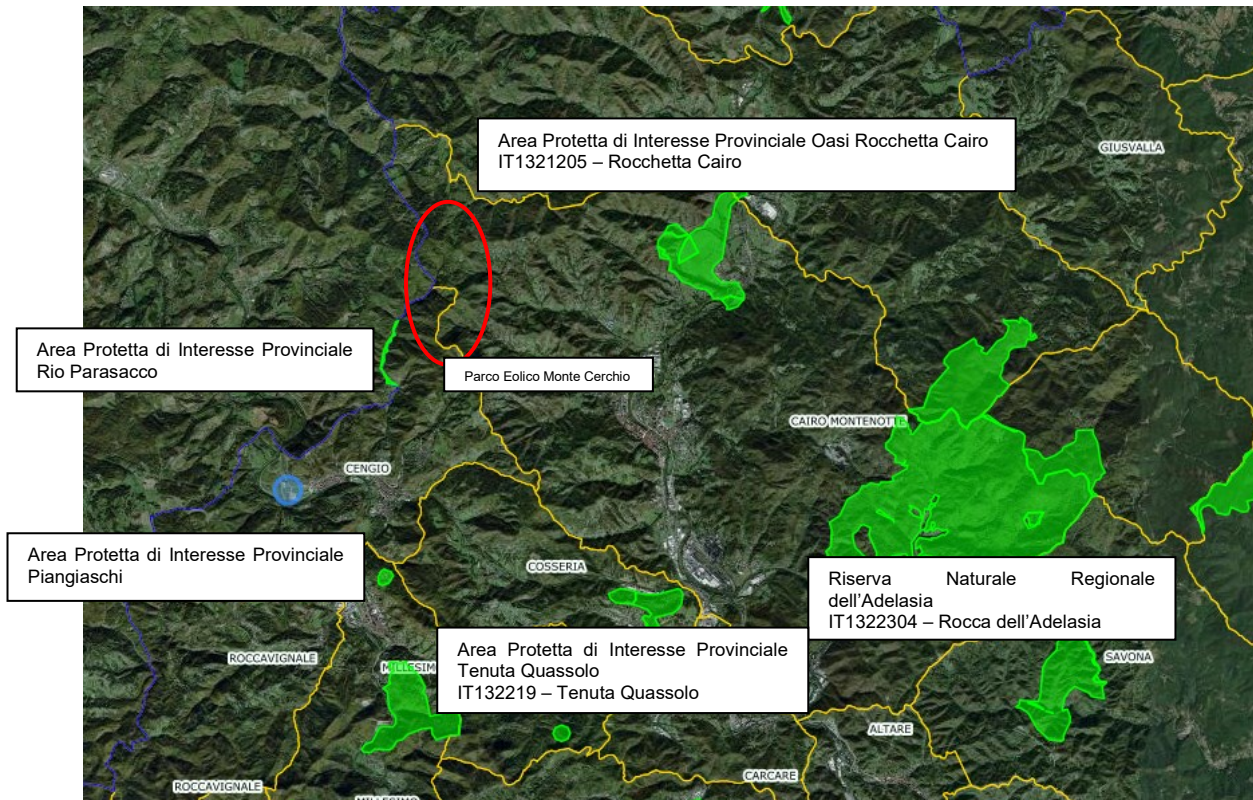 Area Protetta di Interesse Provinciale Oasi Rocchetta Cairo
IT1321205 – Rocchetta Cairo
GIUSVALLA
Area Protetta di Interesse Provinciale
Rio Parasacco
Parco Eolico Monte Cerchio
CAIRO MONTENOTTE
CENGIO
Area Protetta di Interesse Provinciale
Piangiaschi
COSSERIA
Riserva Naturale Regionale
dell'Adelasia
IT1322304 – Rocca dell'Adelasia
Area Protetta di Interesse Provinciale
Tenuta Quassolo
IT132219 – Tenuta Quassolo
ROCCAVIGNALE
MILLESIM
SAVONA
ALTARE
CARCARE
ROCCAVIGNALE
MILLESIMO